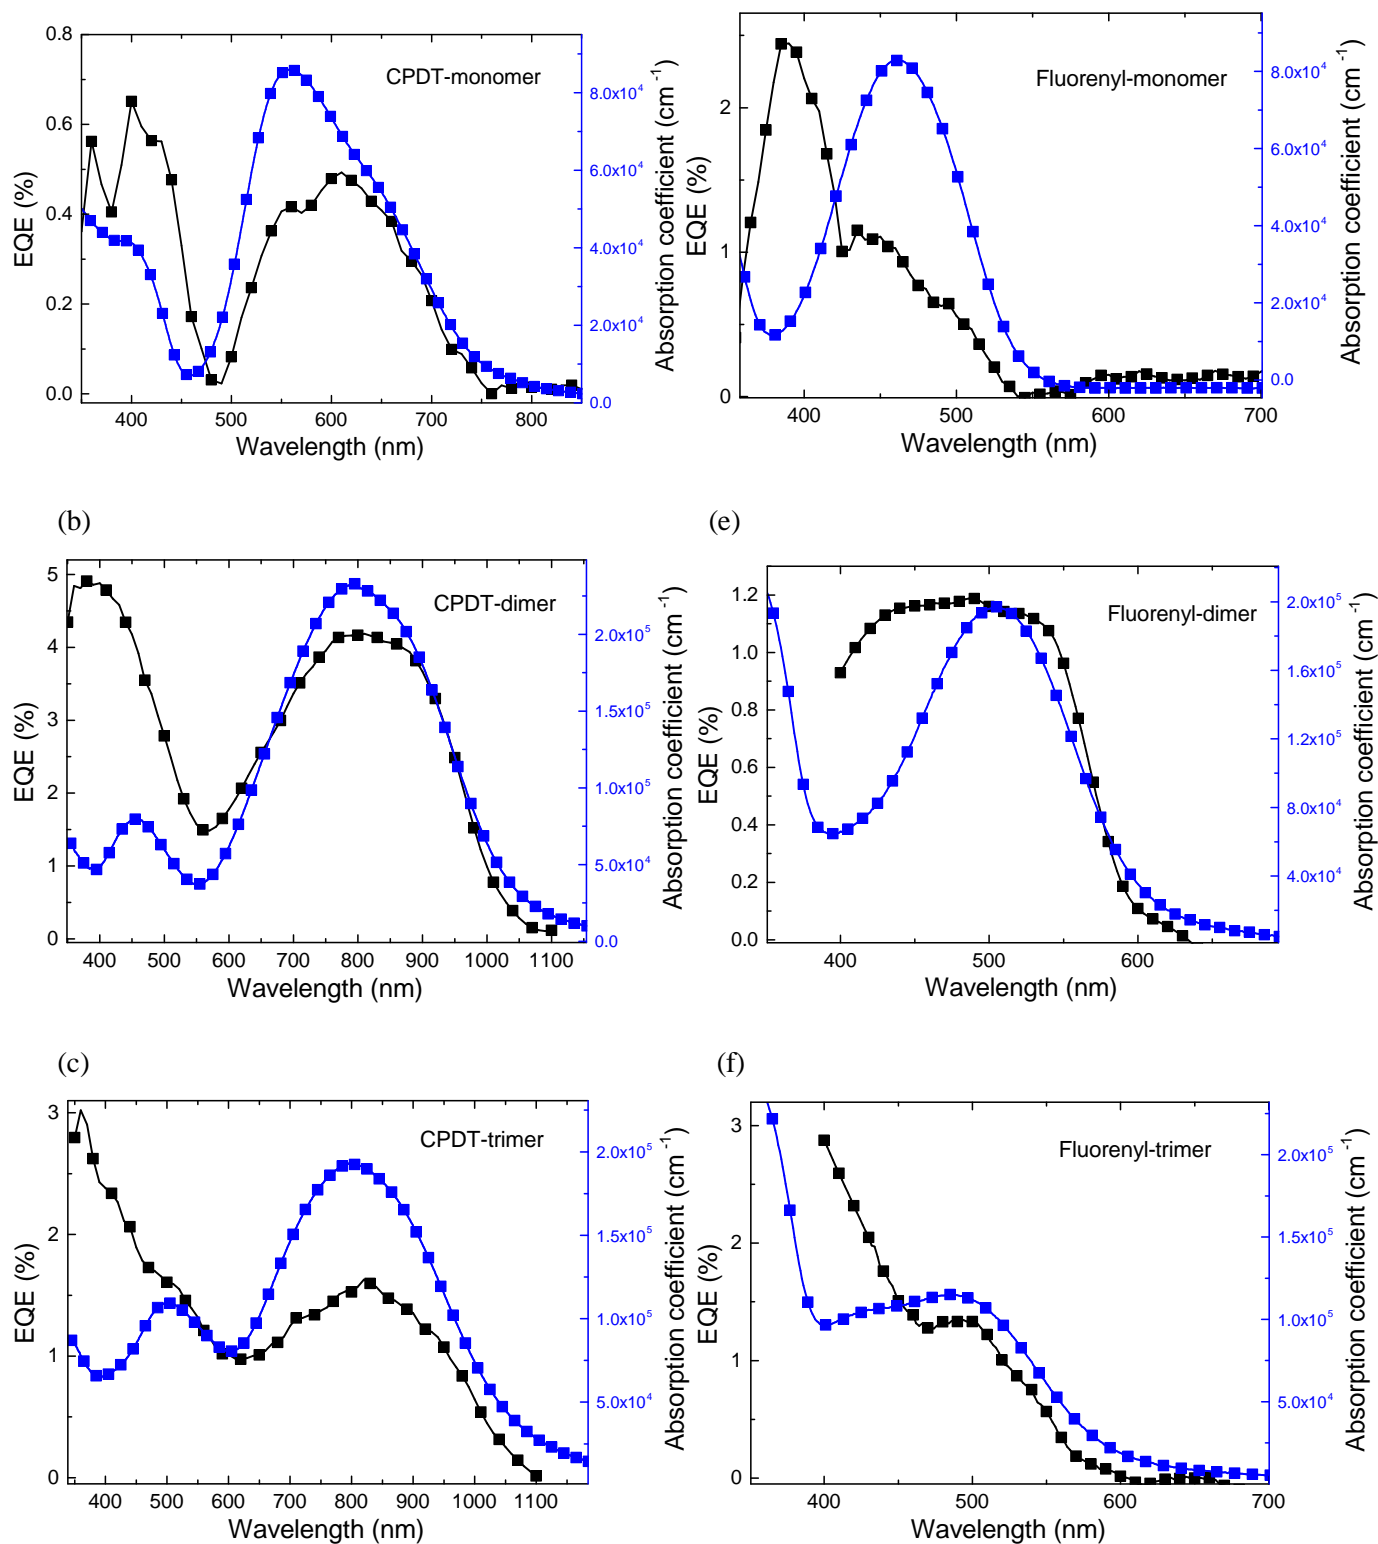 CPDT-monomer
EQE (%)
0.8
0.6
0.4
0.2
0.0
400 500 600 700 800
Wavelength (nm)
8.0x10^4
6.0x10^4
4.0x10^4
2.0x10^4
0.0
Absorption coefficient (cm^-1)
Fluorenyl-monomer
EQE (%)
2
1
0
400 500 600 700
Wavelength (nm)
8.0x10^4
6.0x10^4
4.0x10^4
2.0x10^4
0.0
Absorption coefficient (cm^-1)
(b)
CPDT-dimer
EQE (%)
5
4
3
2
1
0
400 500 600 700 800 900 1000 1100
Wavelength (nm)
2.0x10^5
1.5x10^5
1.0x10^5
5.0x10^4
0.0
Absorption coefficient (cm^-1)
(e)
Fluorenyl-dimer
EQE (%)
1.2
1.0
0.8
0.6
0.4
0.2
0.0
400 500 600
Wavelength (nm)
2.0x10^5
1.6x10^5
1.2x10^5
8.0x10^4
4.0x10^4
Absorption coefficient (cm^-1)
(c)
CPDT-trimer
EQE (%)
3
2
1
0
400 500 600 700 800 900 1000 1100
Wavelength (nm)
2.0x10^5
1.5x10^5
1.0x10^5
5.0x10^4
Absorption coefficient (cm^-1)
(f)
Fluorenyl-trimer
EQE (%)
3
2
1
0
400 500 600 700
Wavelength (nm)
2.0x10^5
1.5x10^5
1.0x10^5
5.0x10^4
Absorption coefficient (cm^-1)